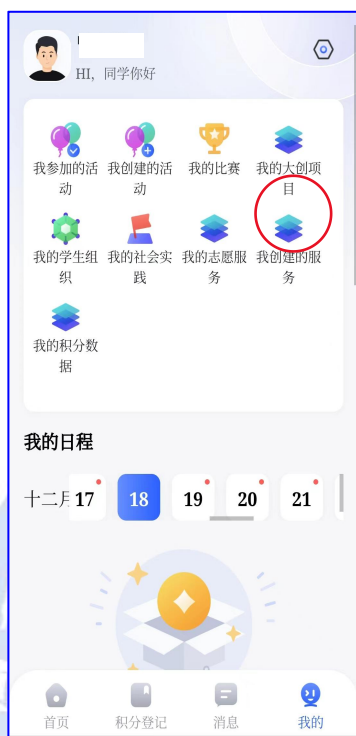 HI，同学你好
我参加的活动
我创建的活动
我的比赛
我的大创项目
我的学生组织
我的社会实践
我的志愿服务
我创建的服务
我的积分数据
我的日程
十二月 17 18 19 20 21
首页 积分登记 消息 我的